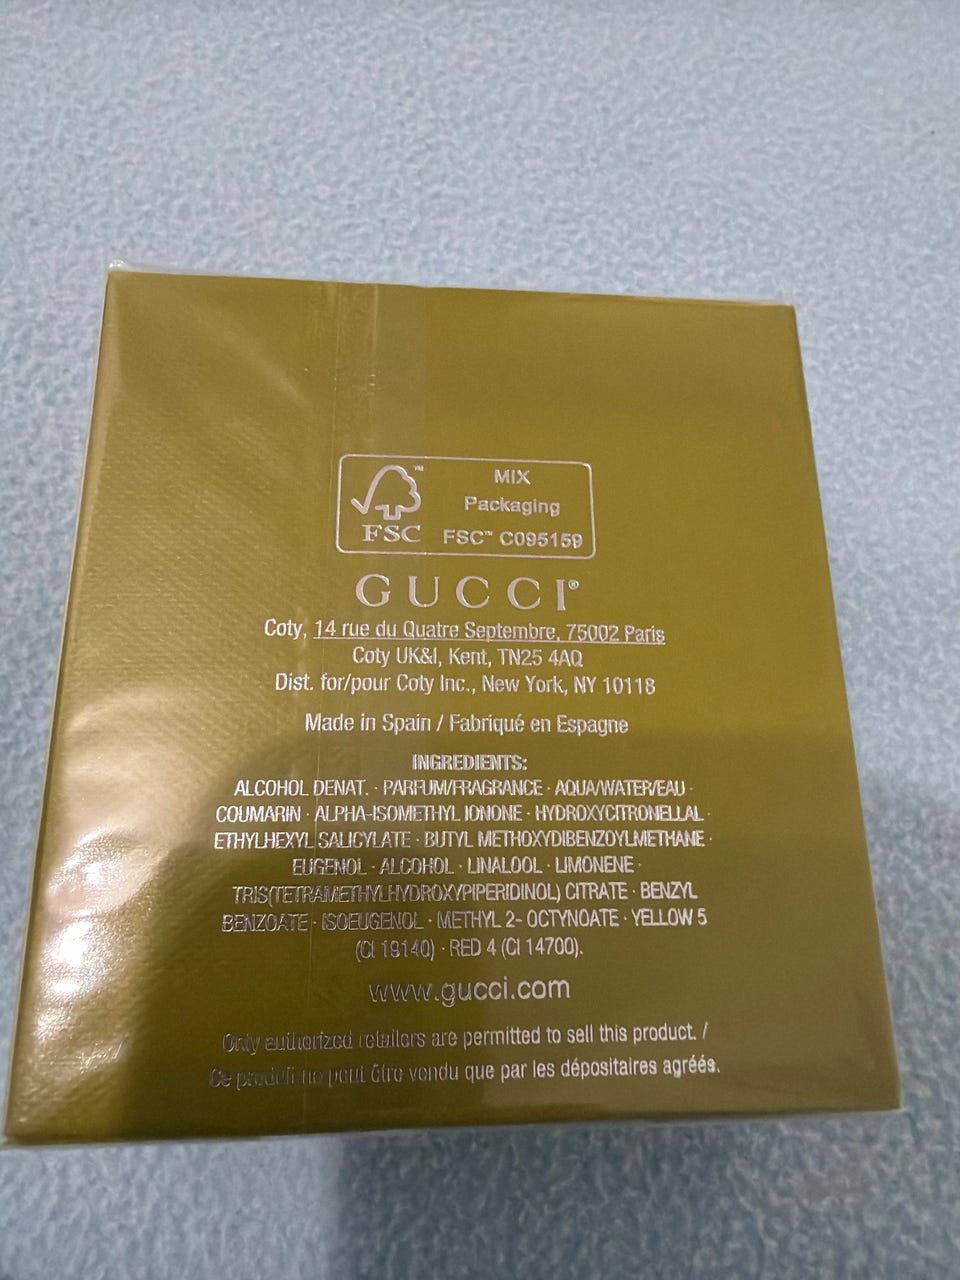 MIX
Packaging
FSC™ C095159
™
FSC
GUCCI®
Coty, 14 rue du Quatre Septembre, 75002 Paris
Coty UK&I, Kent, TN25 4AQ
Dist. for/pour Coty Inc., New York, NY 10118
Made in Spain / Fabriqué en Espagne
INGREDIENTS:
ALCOHOL DENAT. · PARFUM/FRAGRANCE · AQUA/WATER/EAU ·
COUMARIN · ALPHA-ISOMETHYL IONONE · HYDROXYCITRONELLAL ·
ETHYLHEXYL SALICYLATE · BUTYL METHOXYDIBENZOYLMETHANE ·
EUGENOL · ALCOHOL · LINALOOL · LIMONENE ·
TRIS(TETRAMETHYLHYDROXYPIPERIDINOL) CITRATE · BENZYL
BENZOATE · ISOEUGENOL · METHYL 2- OCTYNOATE · YELLOW 5
(CI 19140) · RED 4 (CI 14700).
www.gucci.com
Only authorized retailers are permitted to sell this product. /
Ce produit ne peut être vendu que par les dépositaires agréés.